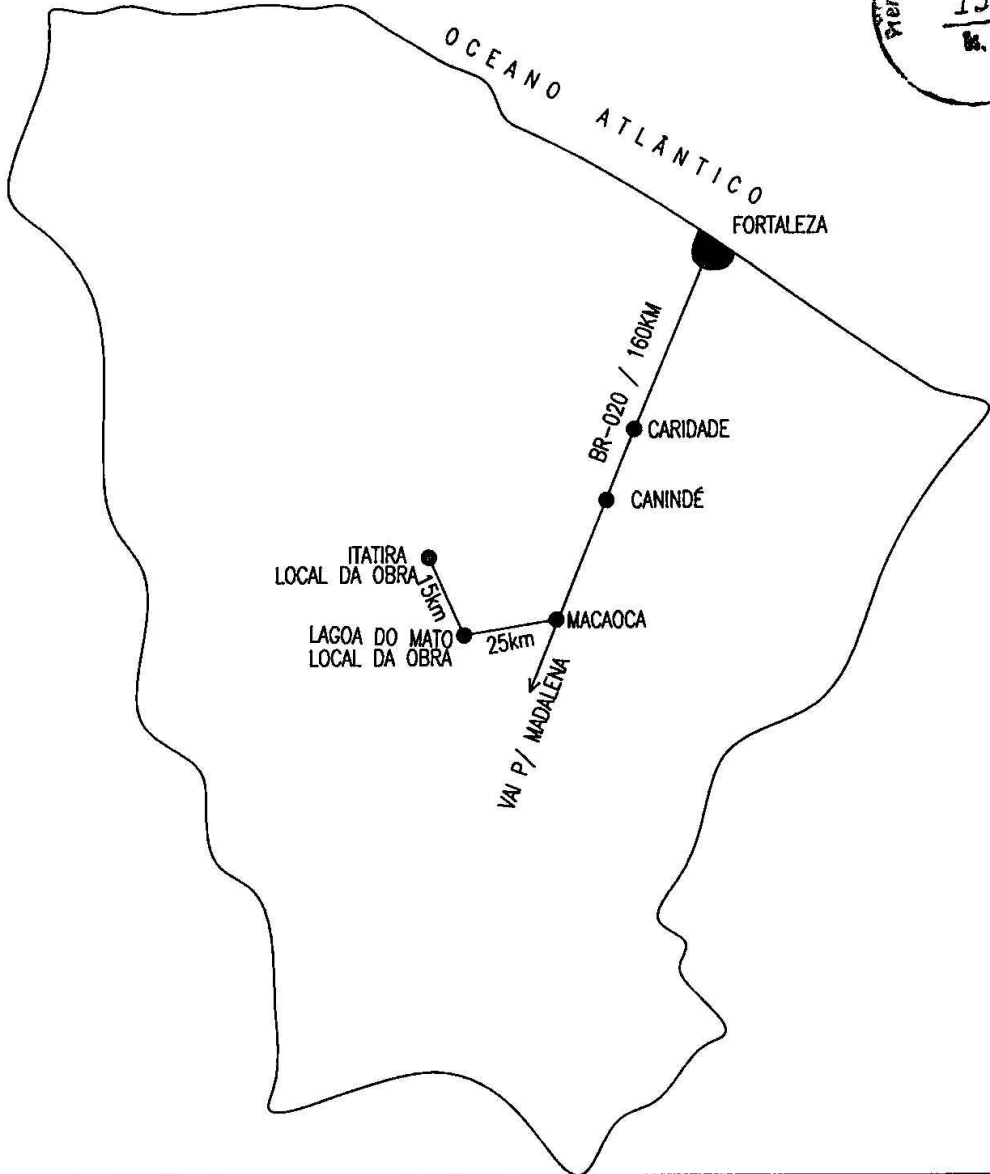 OCEANO ATLÂNTICO
FORTALEZA
BR-020 / 160KM
CARIDADE
CANINDÉ
ITATIRA
LOCAL DA OBRA
15km
MACAOCA
LAGOA DO MATO
LOCAL DA OBRA
25km
VAI P/ MADALENA